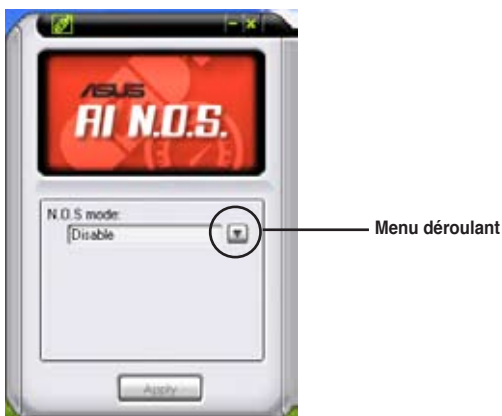 ASUS
AI N.O.S.
N.O.S mode:
Disable
Menu déroulant
Apply